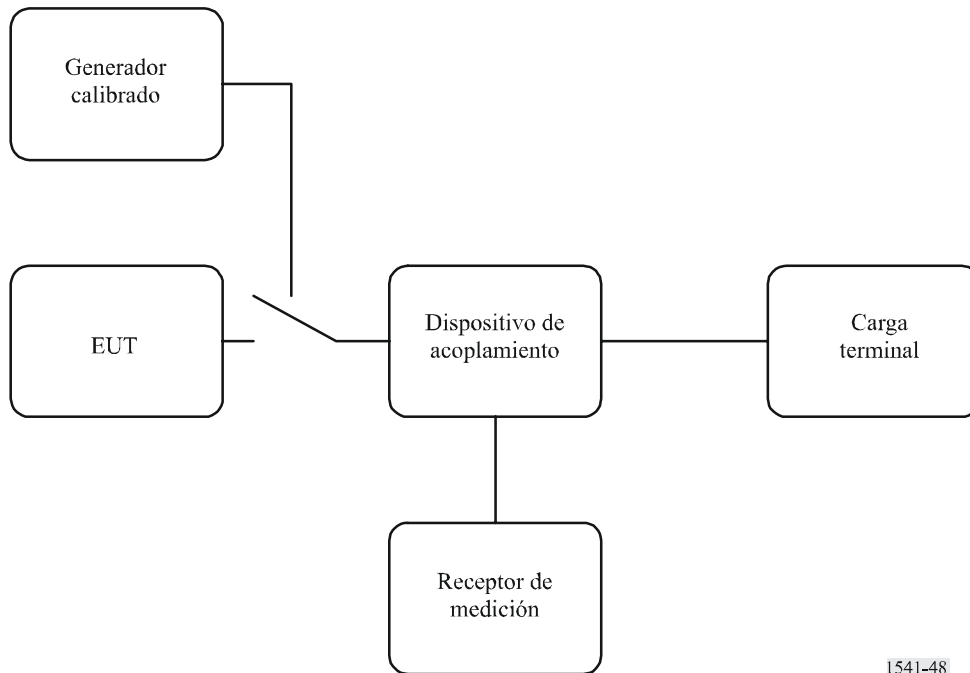 Generador
calibrado
EUT
Dispositivo de
acoplamiento
Carga
terminal
Receptor de
medición
1541-48